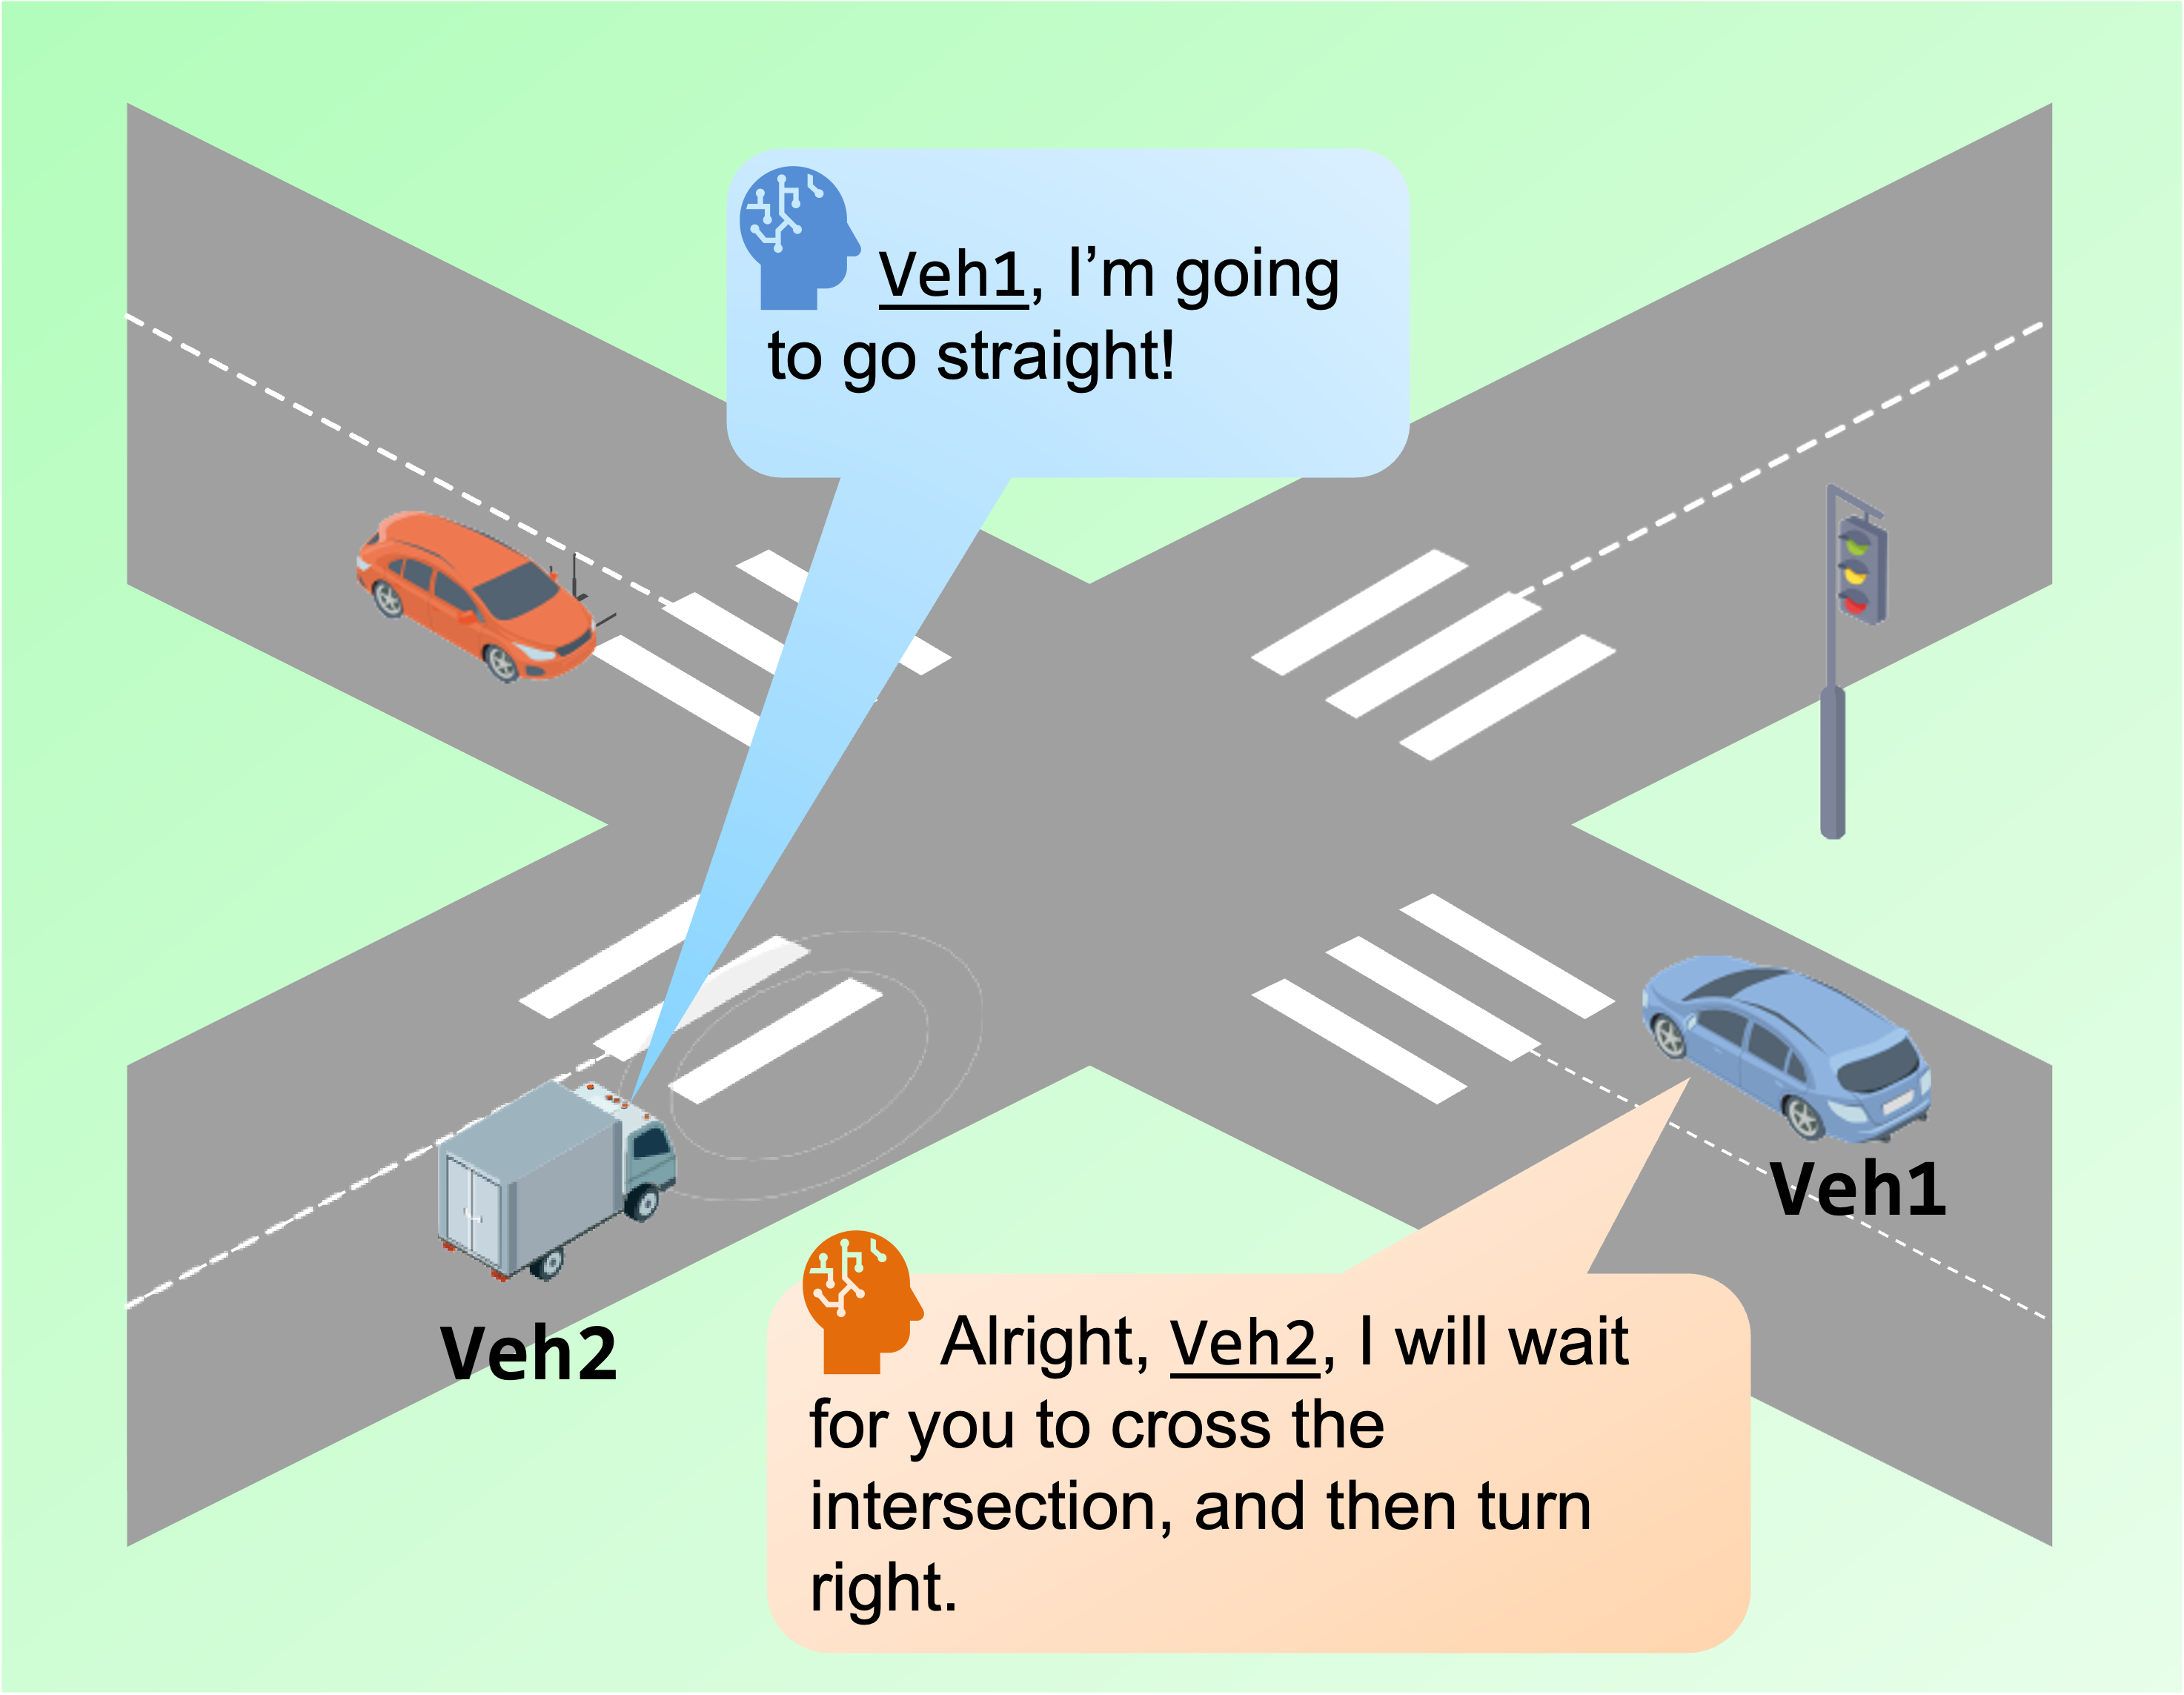 Veh1, I’m going
to go straight!
Veh1
Veh2
Alright, Veh2, I will wait
for you to cross the
intersection, and then turn
right.